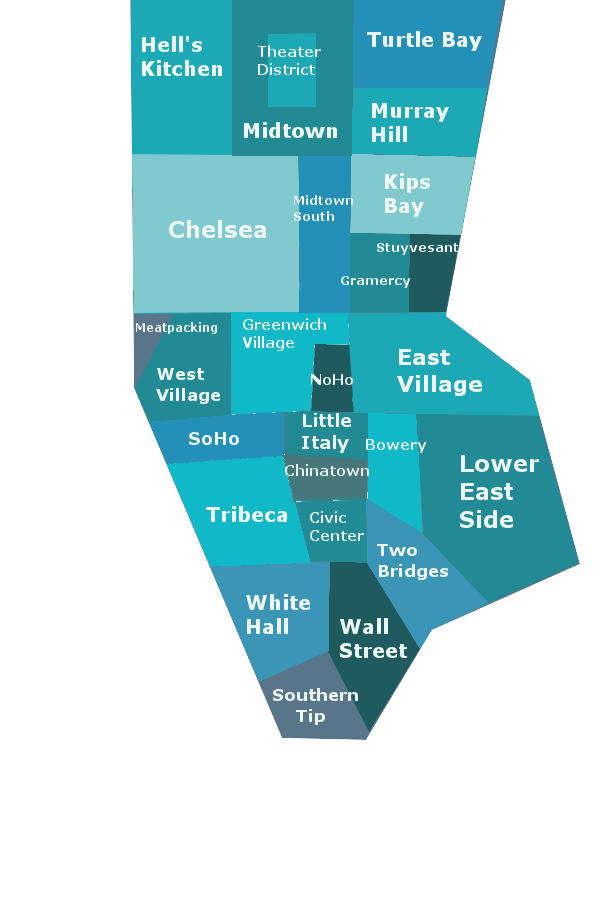 Hell's
Kitchen
Theater
District
Midtown
Turtle Bay
Murray
Hill
Chelsea
Midtown
South
Kips
Bay
Stuyvesant
Gramercy
Meatpacking
West
Village
Greenwich
Village
NoHo
East
Village
SoHo
Little
Italy
Bowery
Chinatown
Lower
East
Side
Tribeca
Civic
Center
Two
Bridges
White
Hall
Wall
Street
Southern
Tip